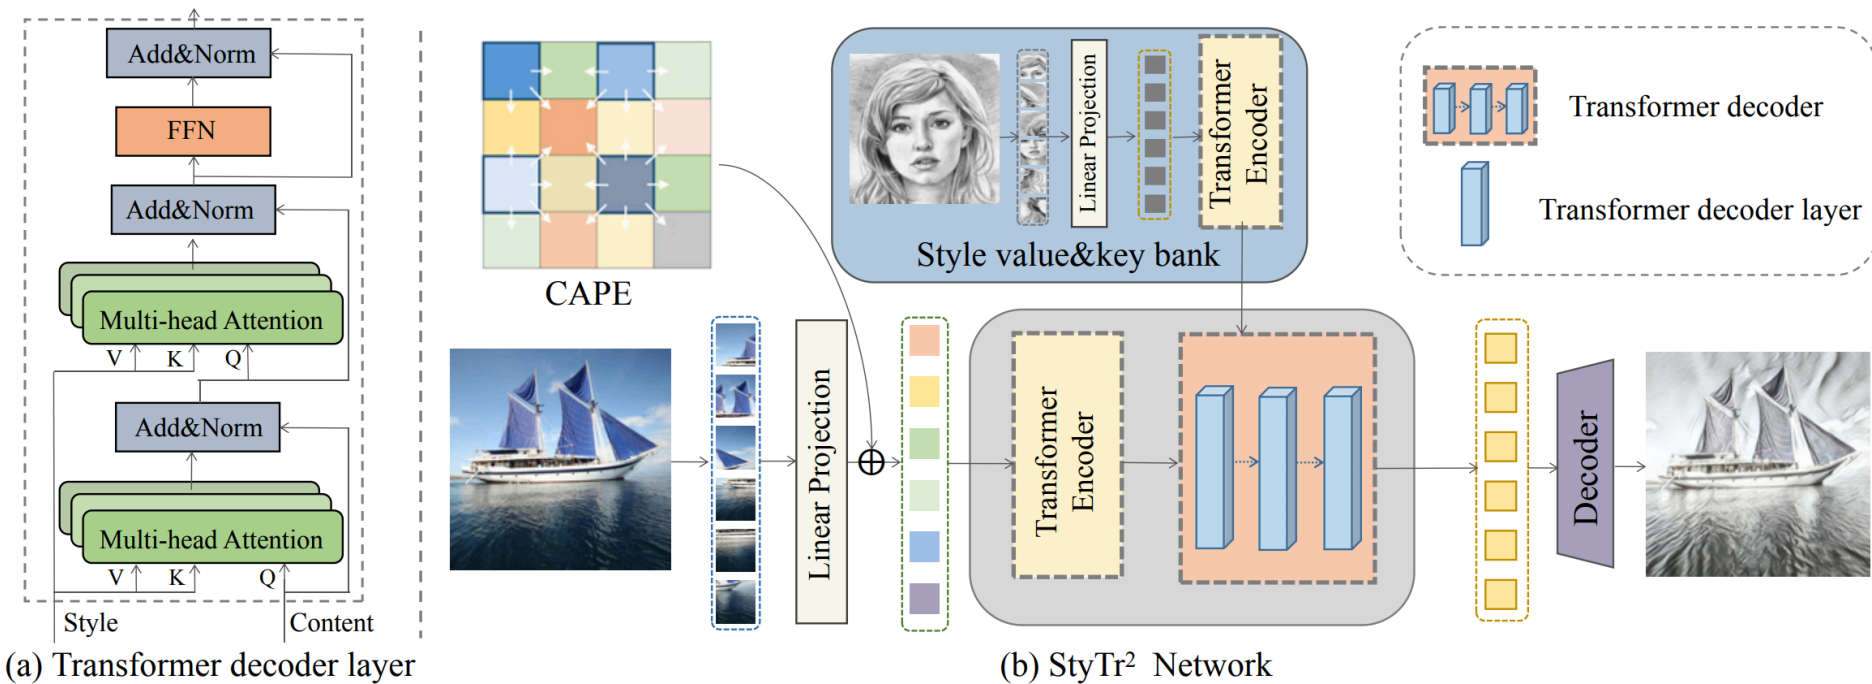 Add&Norm
FFN
Add&Norm
Multi-head Attention
V K Q
Add&Norm
Multi-head Attention
V K Q
Style Content
(a) Transformer decoder layer
CAPE
Linear Projection
Transformer
Encoder
Style value&key bank
Linear Projection
Transformer
Encoder
Decoder
(b) StyTr² Network
Transformer decoder
Transformer decoder layer